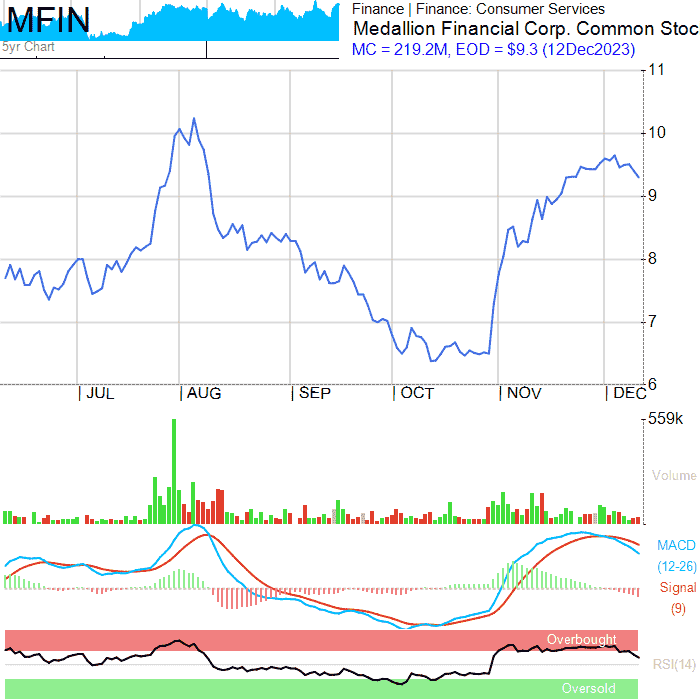 MFIN
5yr Chart
Finance | Finance: Consumer Services
Medallion Financial Corp. Common Stoc
MC = 219.2M, EOD = $9.3 (12Dec2023)
11
10
9
8
7
6
JUL
AUG
SEP
OCT
NOV
DEC
559k
Volume
MACD
(12-26)
Signal
(9)
Overbought
RSI(14)
Oversold